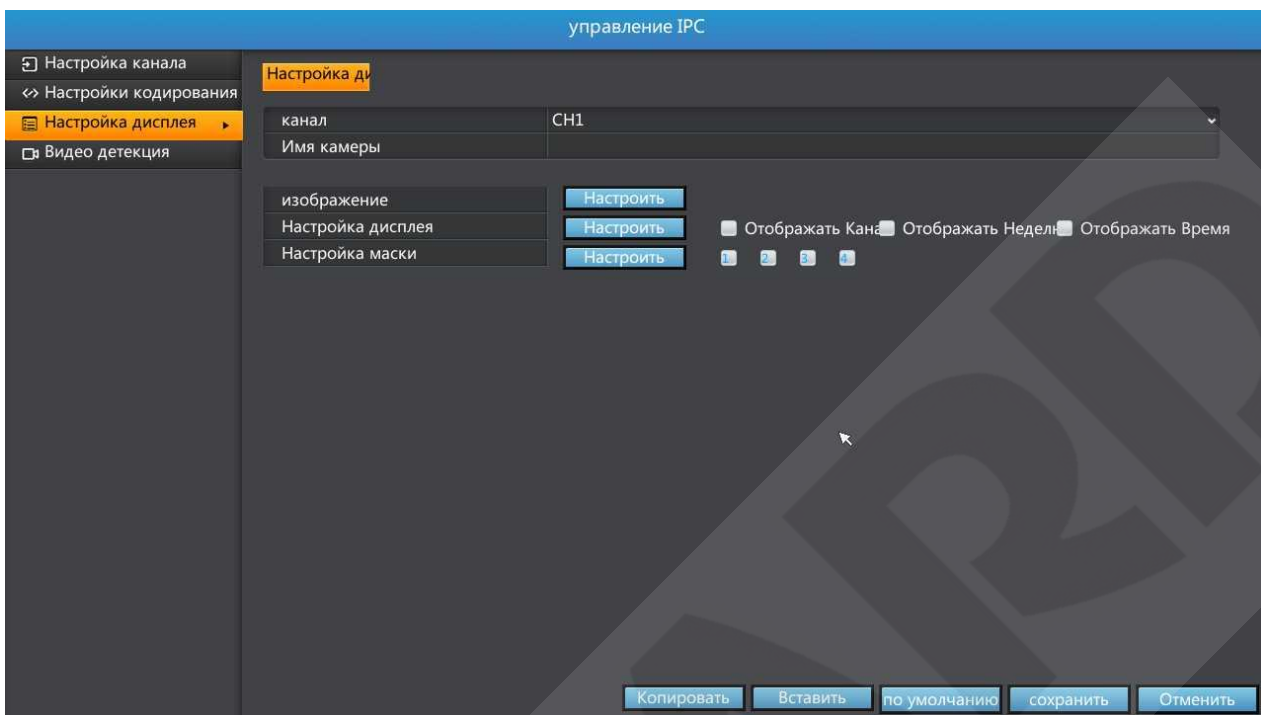 управление IPC
Настройка канала
Настройки кодирования
Настройка дисплея
Видео детекция
Настройка ди
канал CH1
Имя камеры
изображение Настроить
Настройка дисплея Настроить Отображать Кана Отображать Неделю Отображать Время
Настройка маски Настроить 1 2 3 4
Копировать Вставить по умолчанию сохранить Отменить